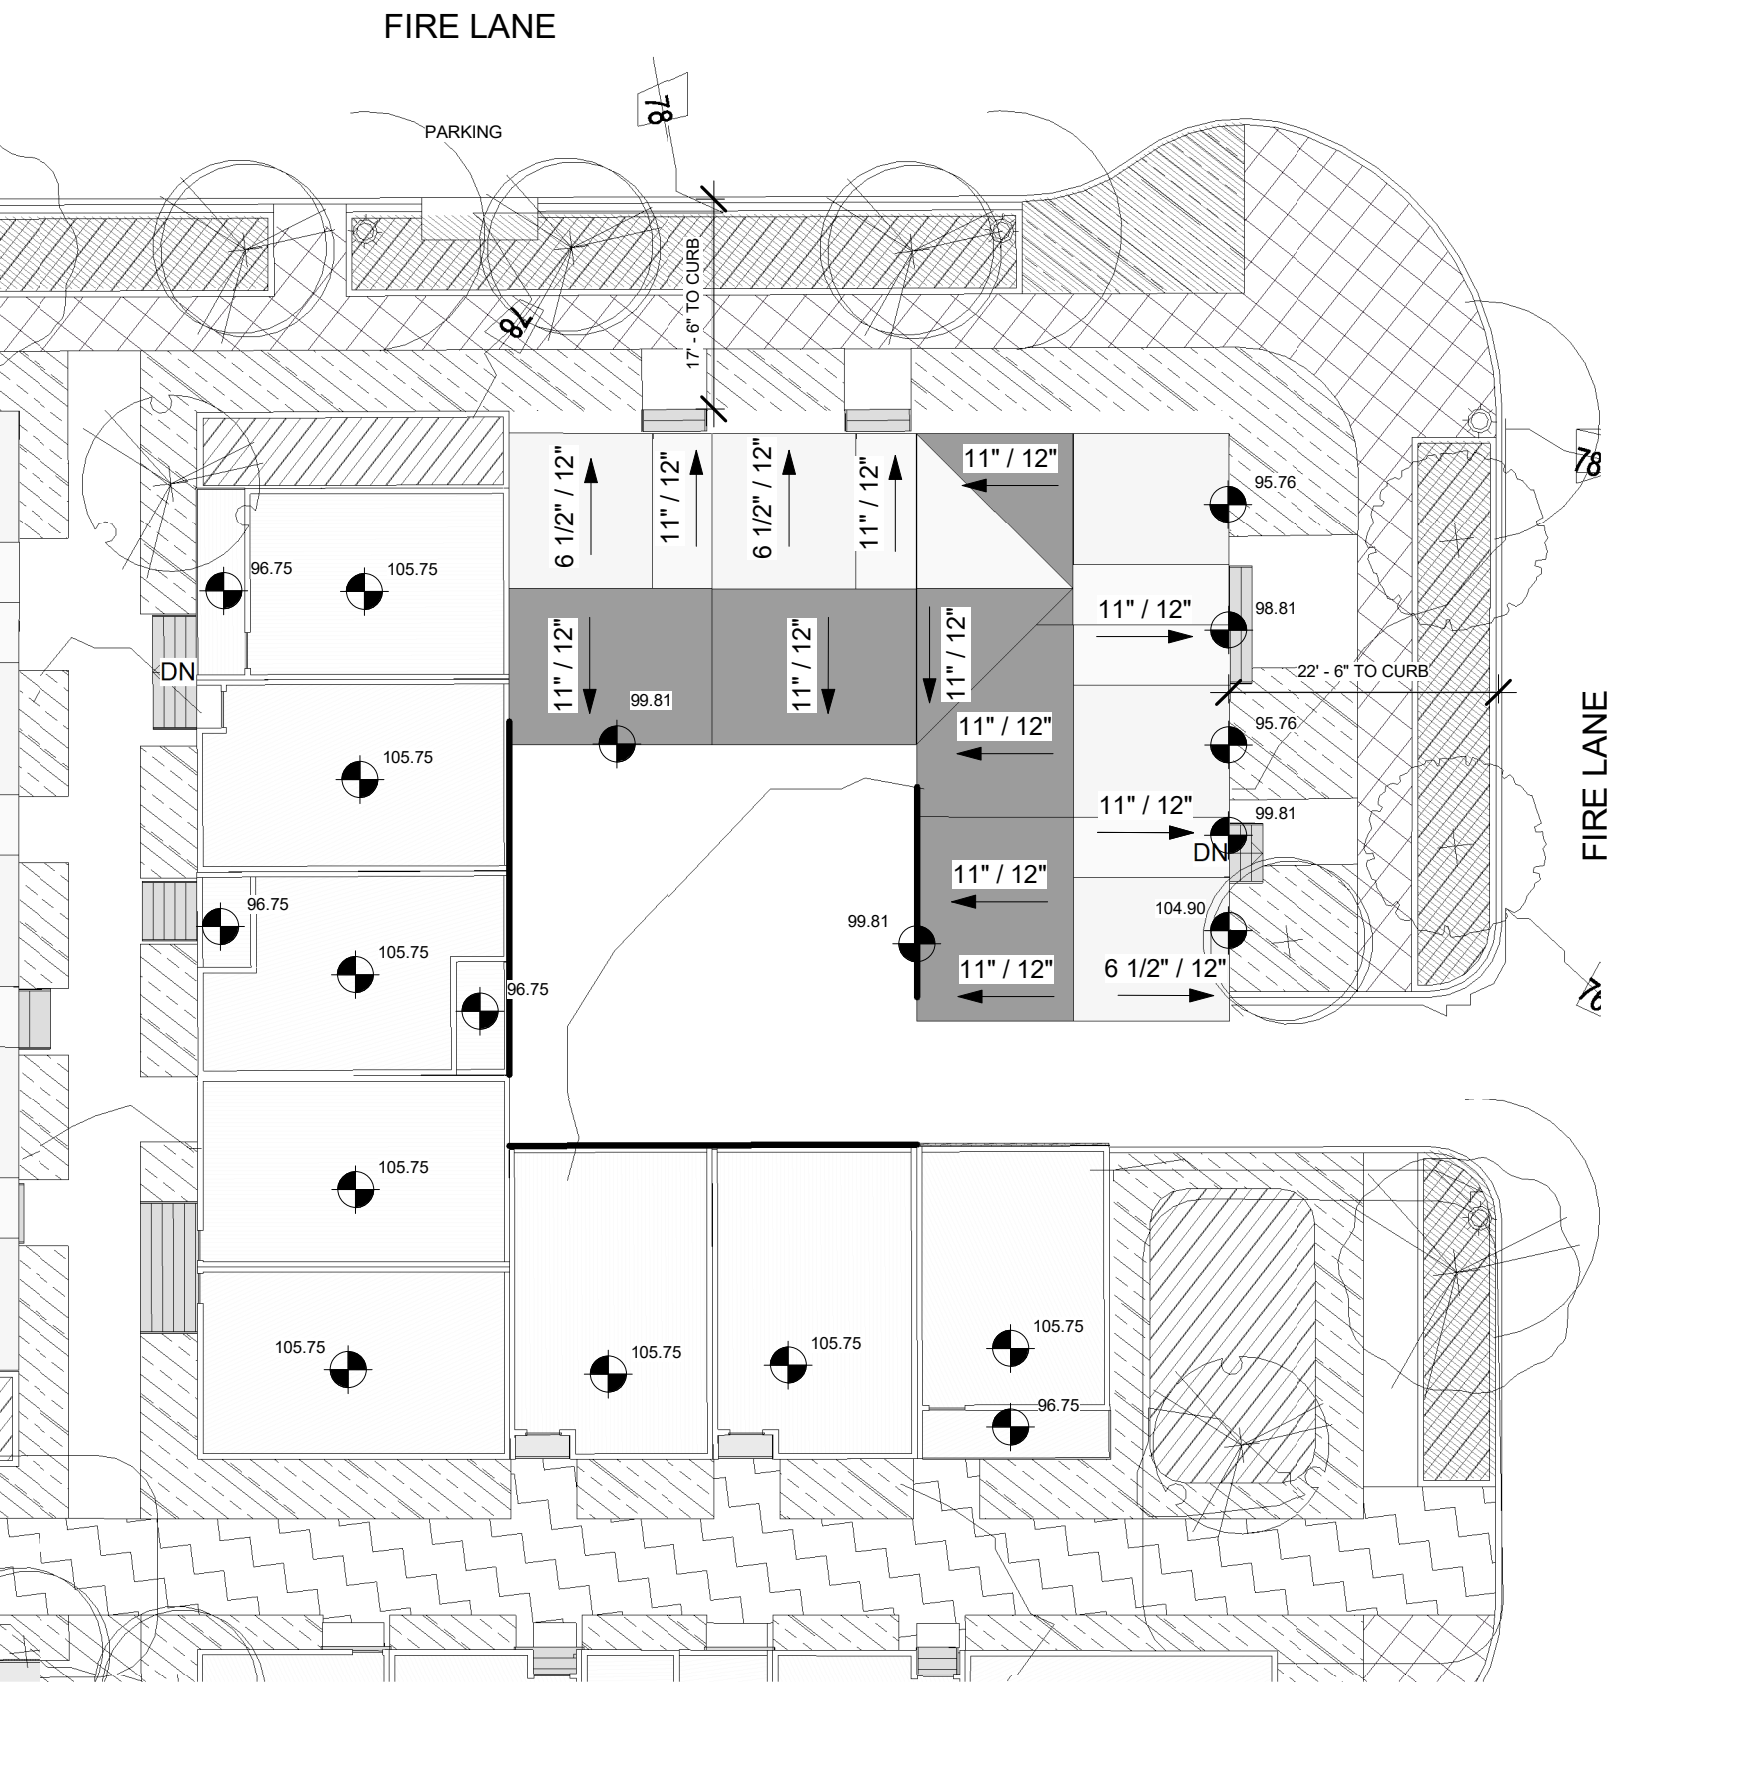 FIRE LANE
78
PARKING
17' - 6" TO CURB
78
6 1/2" / 12"
11" / 12"
6 1/2" / 12"
11" / 12"
11" / 12"
78
95.76
96.75
105.75
11" / 12"
98.81
11" / 12"
11" / 12"
11" / 12"
DN
22' - 6" TO CURB
99.81
11" / 12"
95.76
FIRE LANE
105.75
11" / 12"
99.81
DN
11" / 12"
96.75
104.90
99.81
105.75
11" / 12"
6 1/2" / 12"
96.75
105.75
105.75
105.75
105.75
105.75
96.75